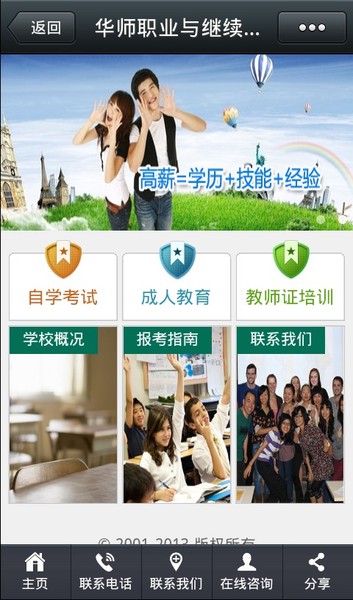 返回
华师职业与继续...
高薪=学历+技能+经验
自学考试
成人教育
教师证培训
学校概况
报考指南
联系我们
© 2001-2013 版权所有
主页
联系电话
联系我们
在线咨询
分享